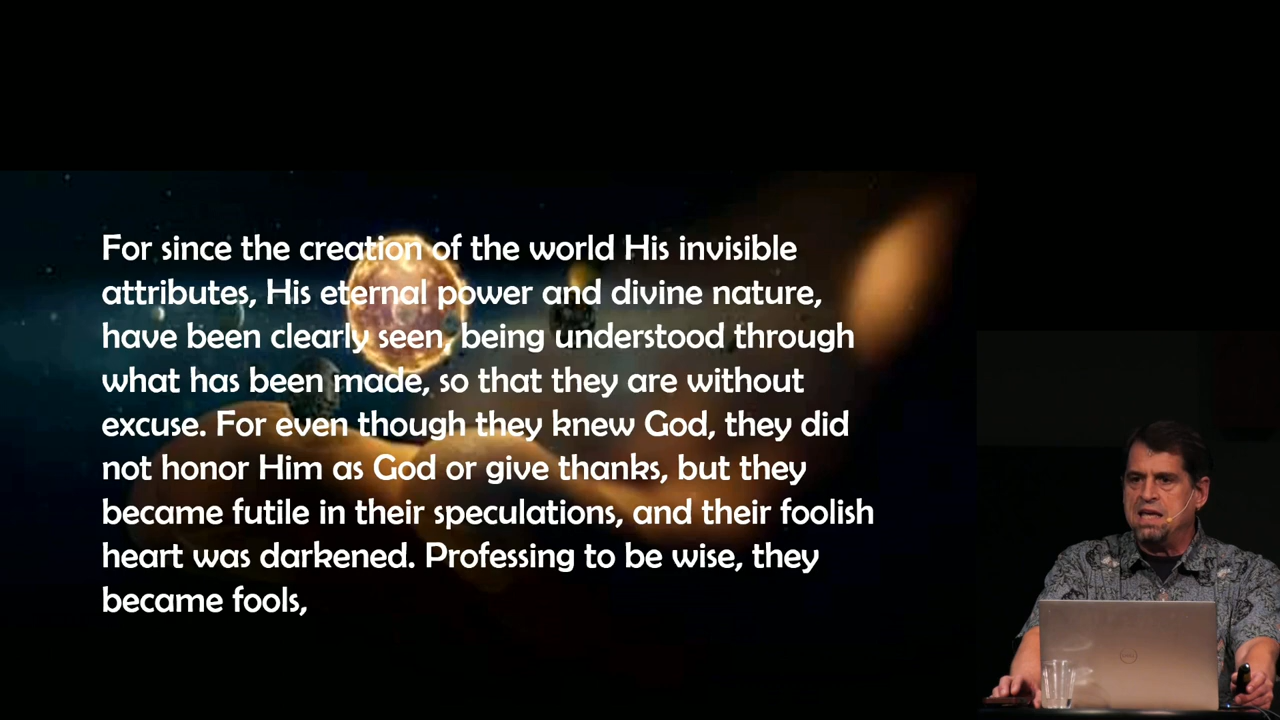 For since the creation of the world His invisible
attributes, His eternal power and divine nature,
have been clearly seen, being understood through
what has been made, so that they are without
excuse. For even though they knew God, they did
not honor Him as God or give thanks, but they
became futile in their speculations, and their foolish
heart was darkened. Professing to be wise, they
became fools,
DELL